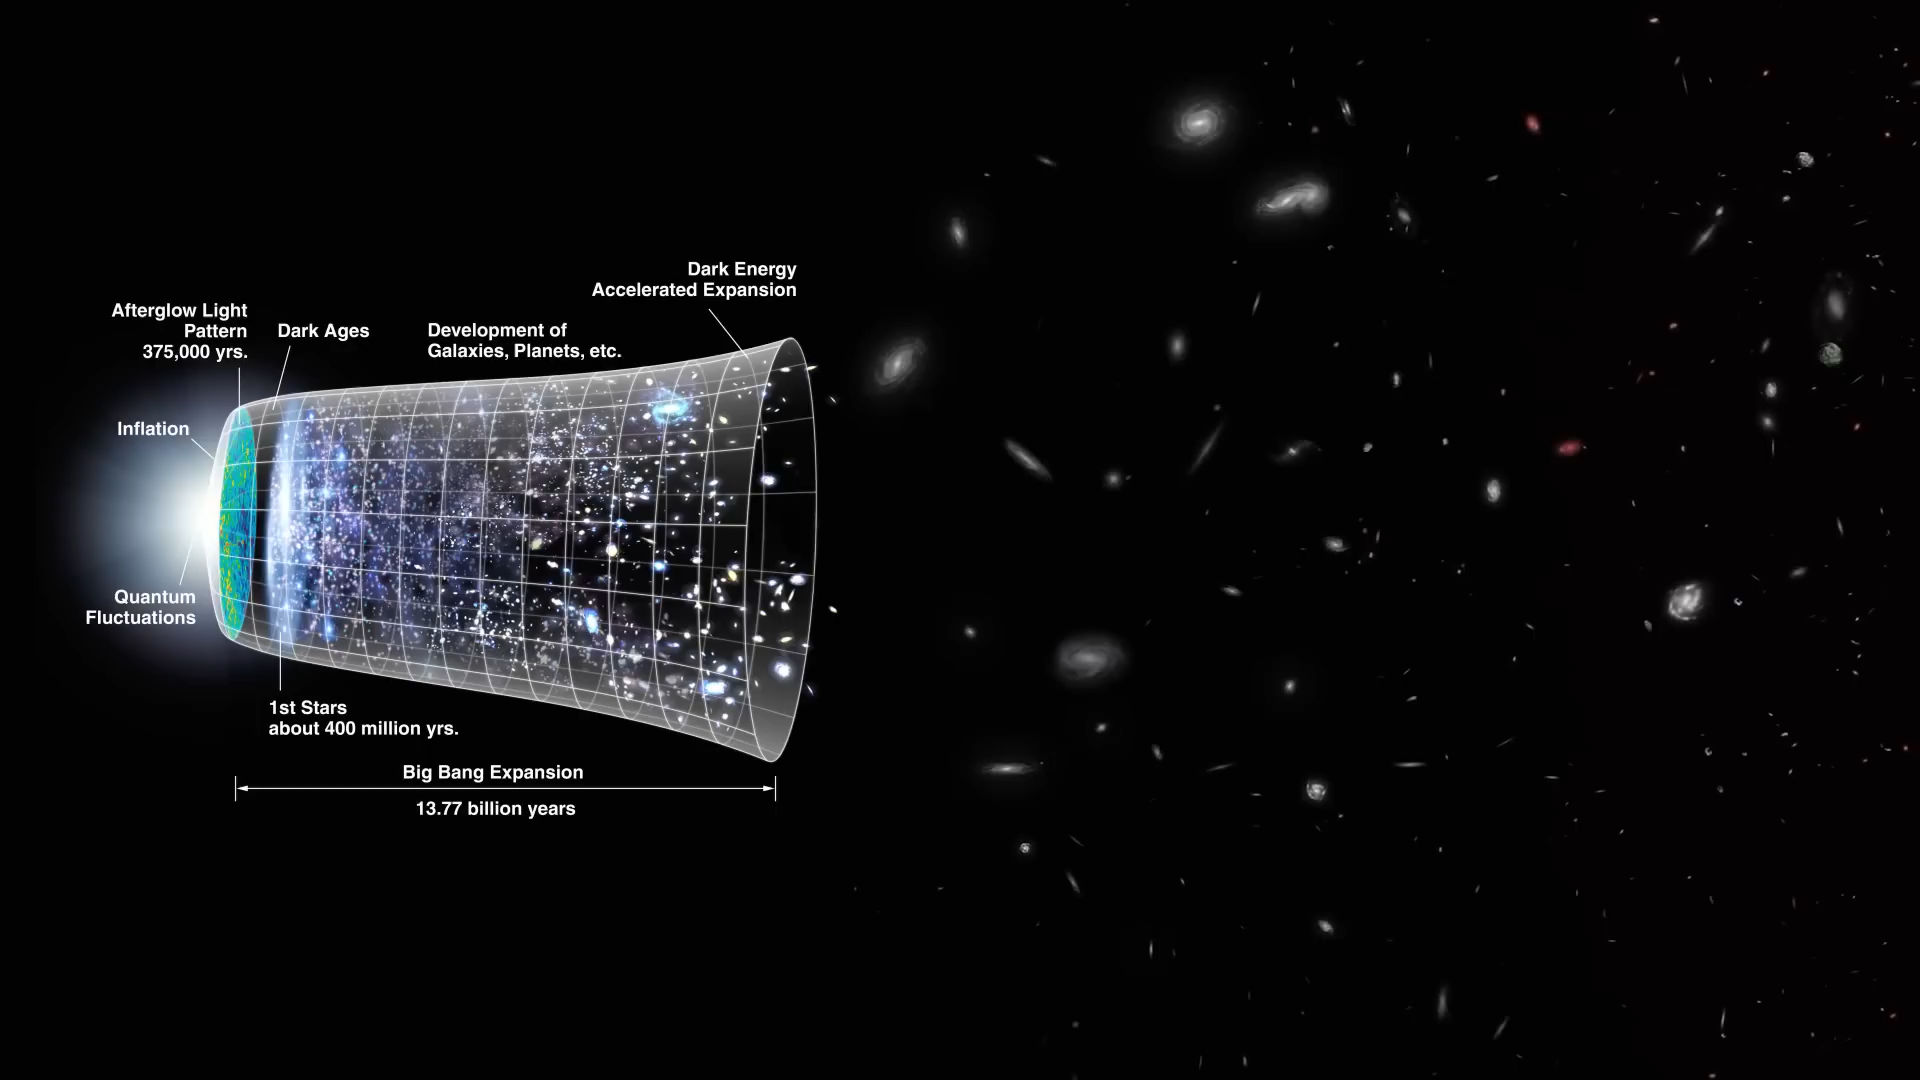 Dark Energy
Accelerated Expansion
Afterglow Light
Pattern
375,000 yrs.
Dark Ages
Development of
Galaxies, Planets, etc.
Inflation
Quantum
Fluctuations
1st Stars
about 400 million yrs.
Big Bang Expansion
13.77 billion years